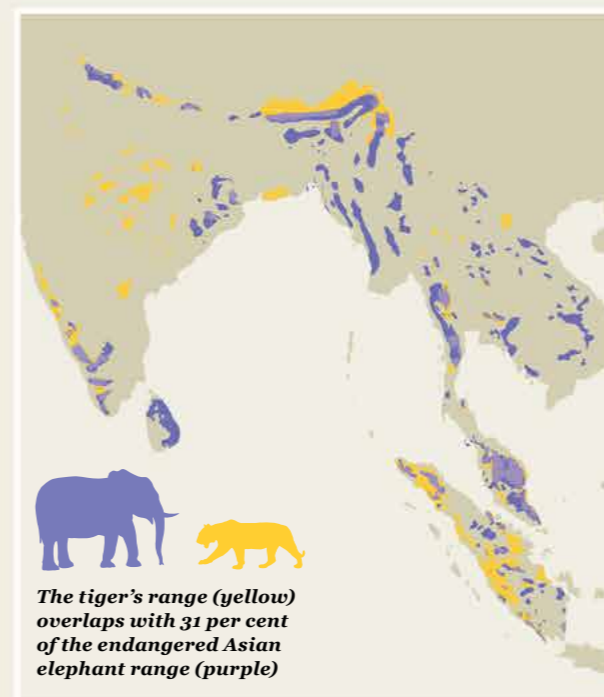 The tiger’s range (yellow)
overlaps with 31 per cent
of the endangered Asian
elephant range (purple)